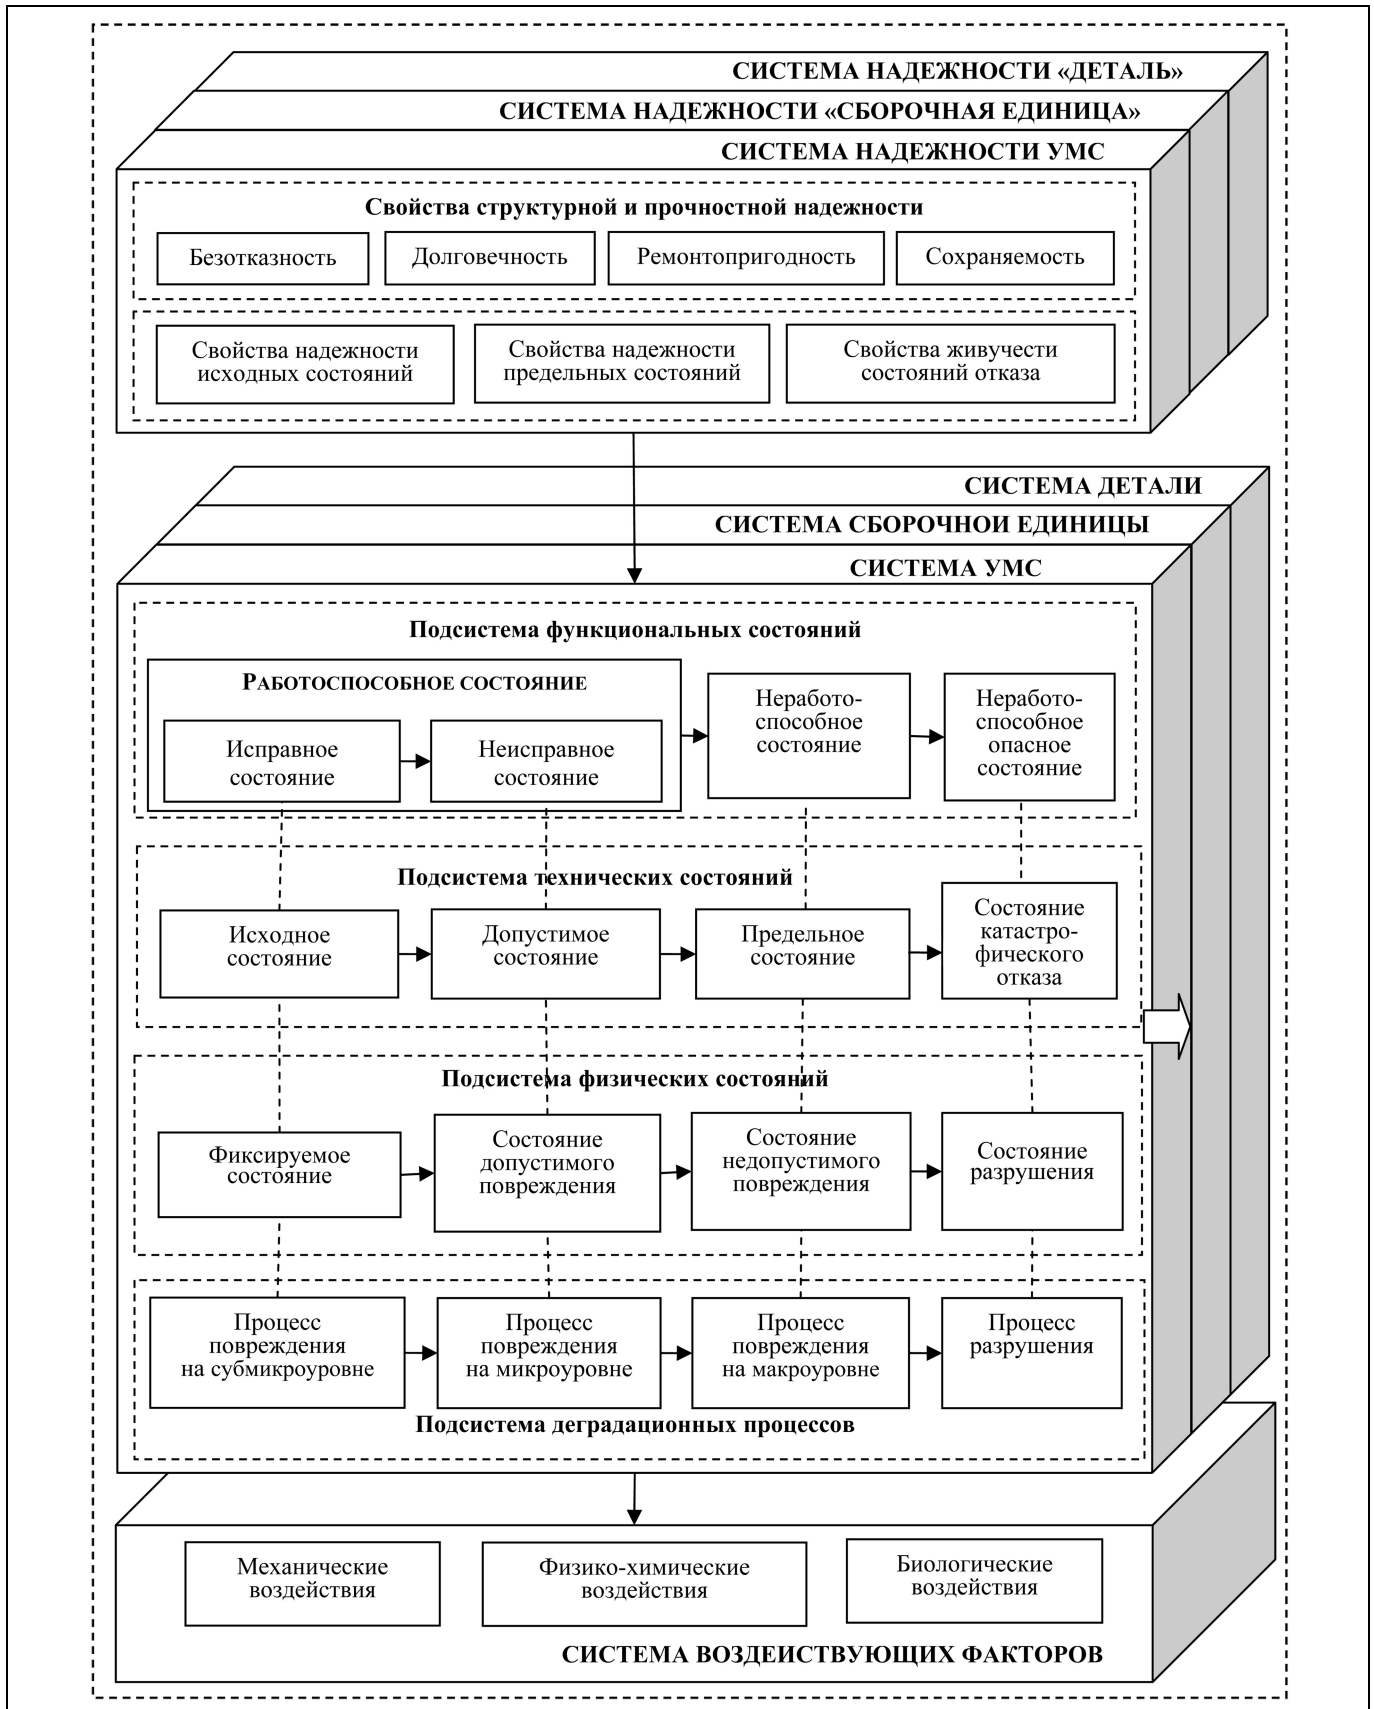 СИСТЕМА НАДЕЖНОСТИ «ДЕТАЛЬ»
СИСТЕМА НАДЕЖНОСТИ «СБОРОЧНАЯ ЕДИНИЦА»
СИСТЕМА НАДЕЖНОСТИ УМС
Свойства структурной и прочностной надежности
Безотказность
Долговечность
Ремонтопригодность
Сохраняемость
Свойства надежности
исходных состояний
Свойства надежности
предельных состояний
Свойства живучести
состояний отказа
СИСТЕМА ДЕТАЛИ
СИСТЕМА СБОРОЧНОИ ЕДИНИЦЫ
СИСТЕМА УМС
Подсистема функциональных состояний
РАБОТОСПОСОБНОЕ СОСТОЯНИЕ
Исправное
состояние
Неисправное
состояние
Неработо-
способное
состояние
Неработо-
способное
опасное
состояние
Подсистема технических состояний
Исходное
состояние
Допустимое
состояние
Предельное
состояние
Состояние
катастро-
фического
отказа
Подсистема физических состояний
Фиксируемое
состояние
Состояние
допустимого
повреждения
Состояние
недопустимого
повреждения
Состояние
разрушения
Процесс
повреждения
на субмикроуровне
Процесс
повреждения
на микроуровне
Процесс
повреждения
на макроуровне
Процесс
разрушения
Подсистема деградационных процессов
Механические
воздействия
Физико-химические
воздействия
Биологические
воздействия
СИСТЕМА ВОЗДЕИСТВУЮЩИХ ФАКТОРОВ